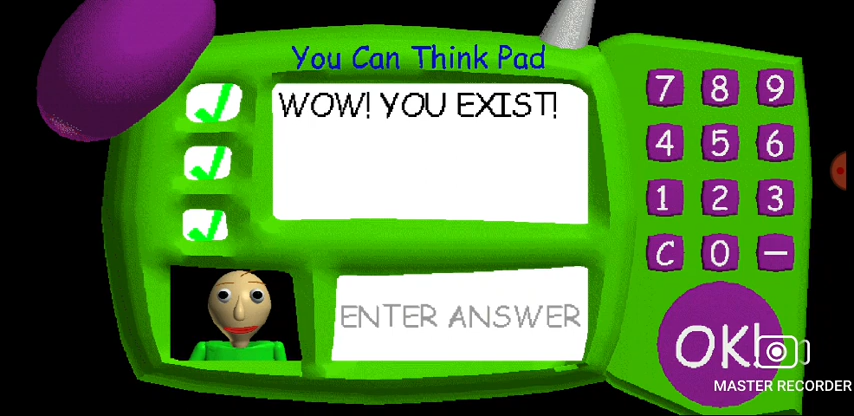 You Can Think Pad
WOW! YOU EXIST!
7 8 9
4 5 6
1 2 3
C 0 -
ENTER ANSWER
OK!
MASTER RECORDER